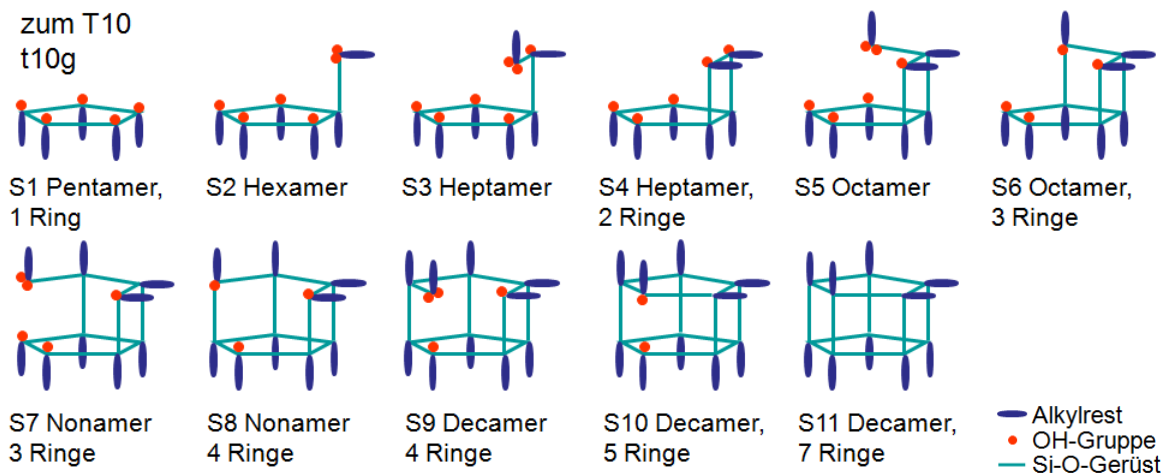 zum T10
t10g
S1 Pentamer,
1 Ring
S2 Hexamer
S3 Heptamer
S4 Heptamer,
2 Ringe
S5 Octamer
S6 Octamer,
3 Ringe
S7 Nonamer
3 Ringe
S8 Nonamer
4 Ringe
S9 Decamer
4 Ringe
S10 Decamer,
5 Ringe
S11 Decamer,
7 Ringe
Alkylrest
OH-Gruppe
Si-O-Gerüst